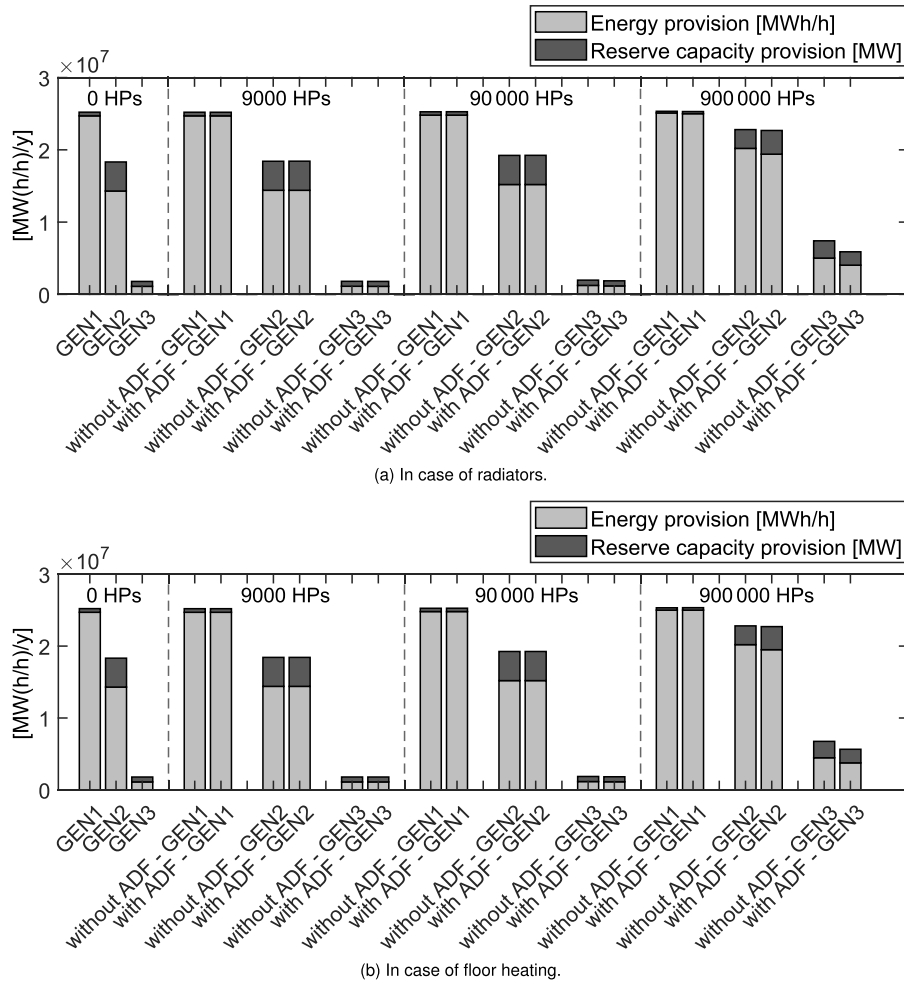 Energy provision [MWh/h]
Reserve capacity provision [MW]
×10^7
3
2
1
0
[MW(h/h)/y]
0 HPs
9000 HPs
90 000 HPs
900 000 HPs
GEN1
GEN2
GEN3
without ADF - GEN1
with ADF - GEN1
without ADF - GEN2
with ADF - GEN2
without ADF - GEN3
with ADF - GEN3
without ADF - GEN1
with ADF - GEN1
without ADF - GEN2
with ADF - GEN2
without ADF - GEN3
with ADF - GEN3
without ADF - GEN1
with ADF - GEN1
without ADF - GEN2
with ADF - GEN2
without ADF - GEN3
with ADF - GEN3
(a) In case of radiators.
Energy provision [MWh/h]
Reserve capacity provision [MW]
×10^7
3
2
1
0
[MW(h/h)/y]
0 HPs
9000 HPs
90 000 HPs
900 000 HPs
GEN1
GEN2
GEN3
without ADF - GEN1
with ADF - GEN1
without ADF - GEN2
with ADF - GEN2
without ADF - GEN3
with ADF - GEN3
without ADF - GEN1
with ADF - GEN1
without ADF - GEN2
with ADF - GEN2
without ADF - GEN3
with ADF - GEN3
without ADF - GEN1
with ADF - GEN1
without ADF - GEN2
with ADF - GEN2
without ADF - GEN3
with ADF - GEN3
(b) In case of floor heating.